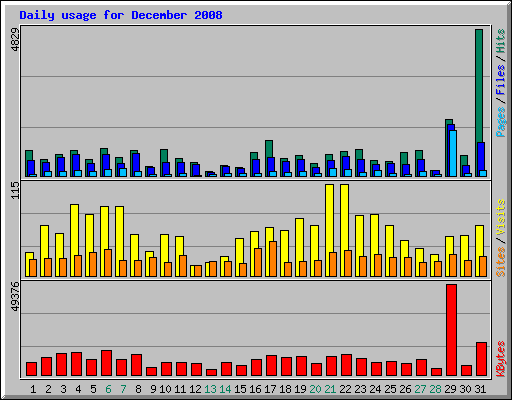 Daily usage for December 2008
4829
Pages / Files / Hits
115
Sites / Visits
49376
KBytes
1 2 3 4 5 6 7 8 9 10 11 12 13 14 15 16 17 18 19 20 21 22 23 24 25 26 27 28 29 30 31